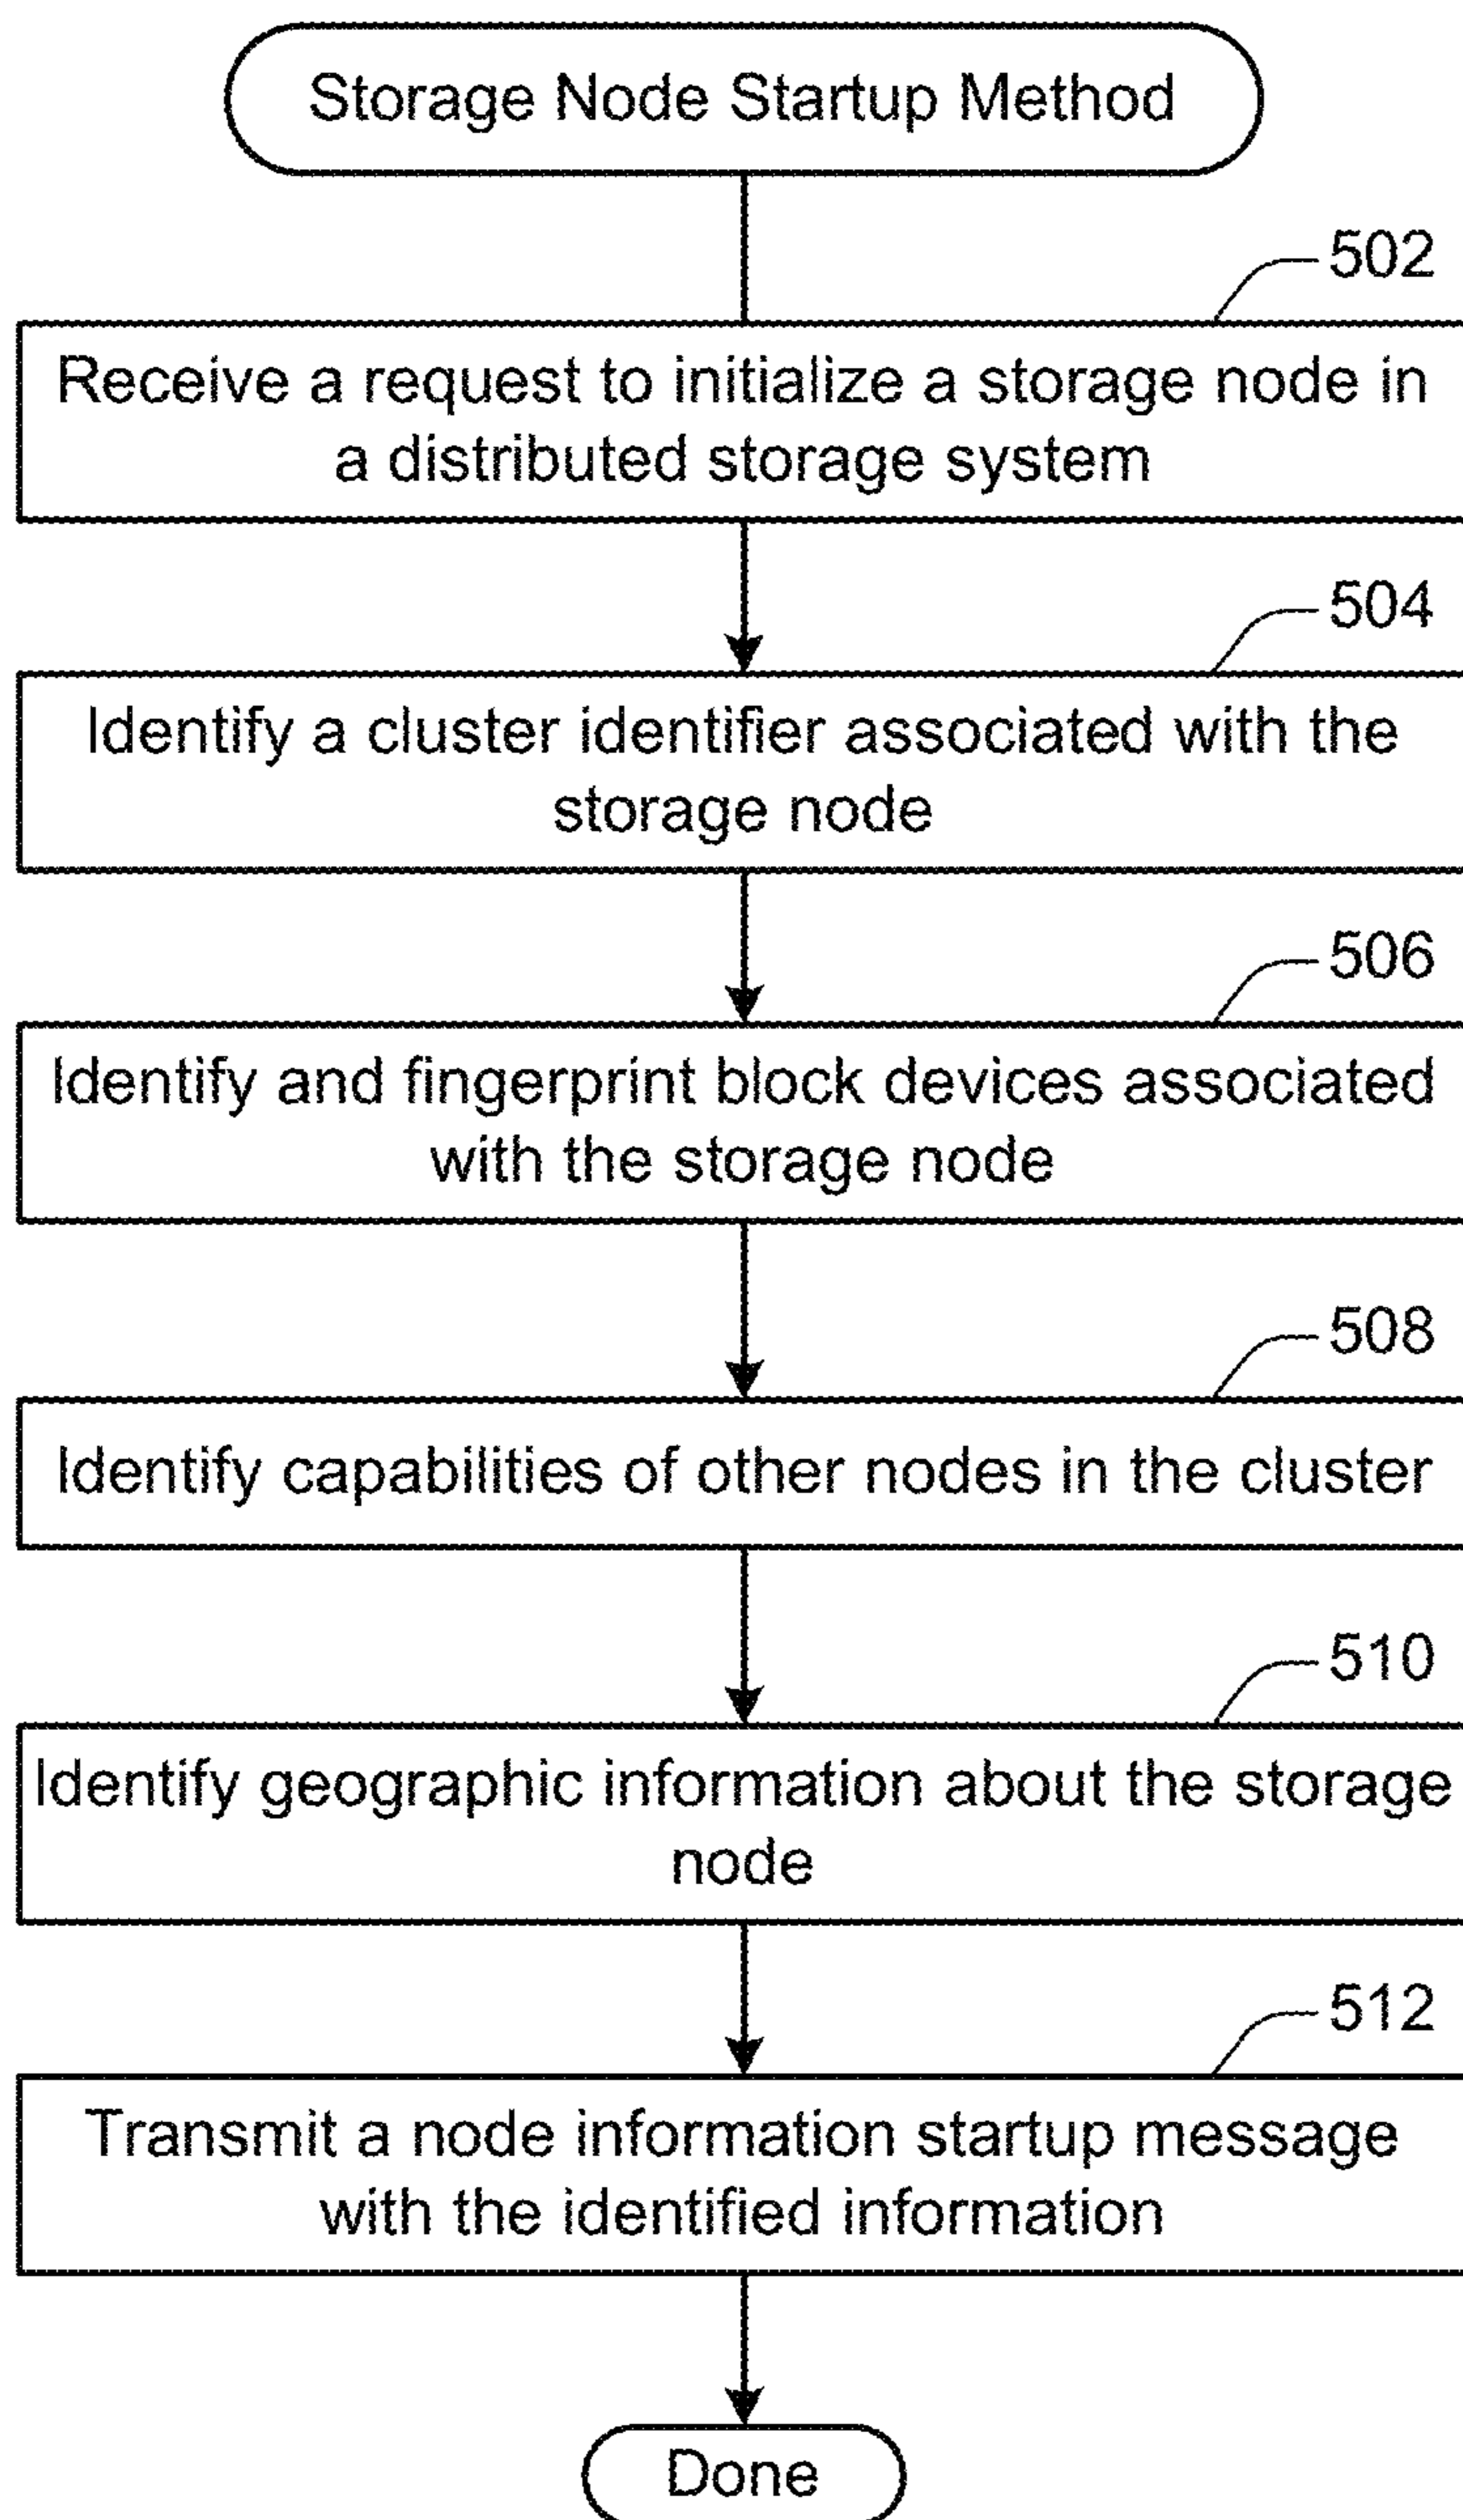 Storage Node Startup Method
502
Receive a request to initialize a storage node in
a distributed storage system
504
Identify a cluster identifier associated with the
storage node
506
Identify and fingerprint block devices associated
with the storage node
508
Identify capabilities of other nodes in the cluster
510
Identify geographic information about the storage
node
512
Transmit a node information startup message
with the identified information
Done